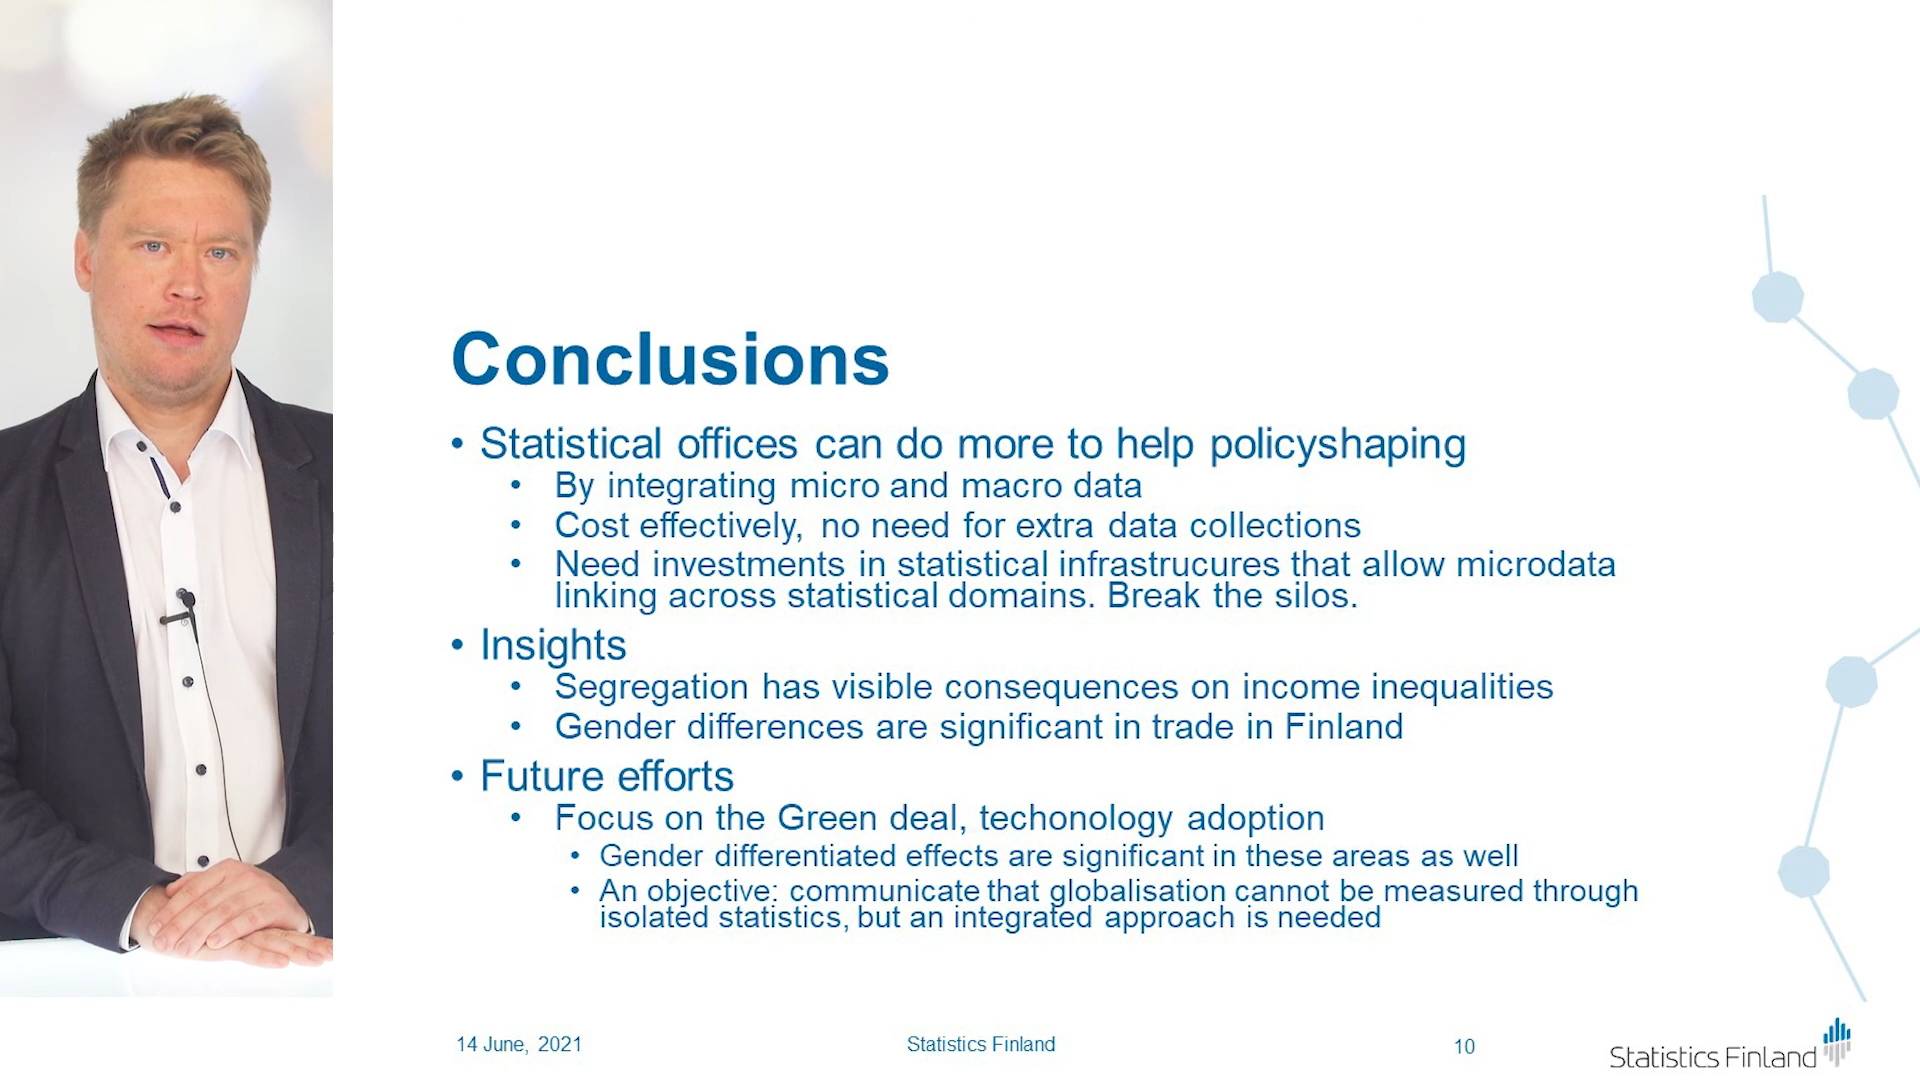 Conclusions
• Statistical offices can do more to help policyshaping
• By integrating micro and macro data
• Cost effectively, no need for extra data collections
• Need investments in statistical infrastrucures that allow microdata
linking across statistical domains. Break the silos.
• Insights
• Segregation has visible consequences on income inequalities
• Gender differences are significant in trade in Finland
• Future efforts
• Focus on the Green deal, techonology adoption
• Gender differentiated effects are significant in these areas as well
• An objective: communicate that globalisation cannot be measured through
isolated statistics, but an integrated approach is needed
14 June, 2021
Statistics Finland
10
Statistics Finland